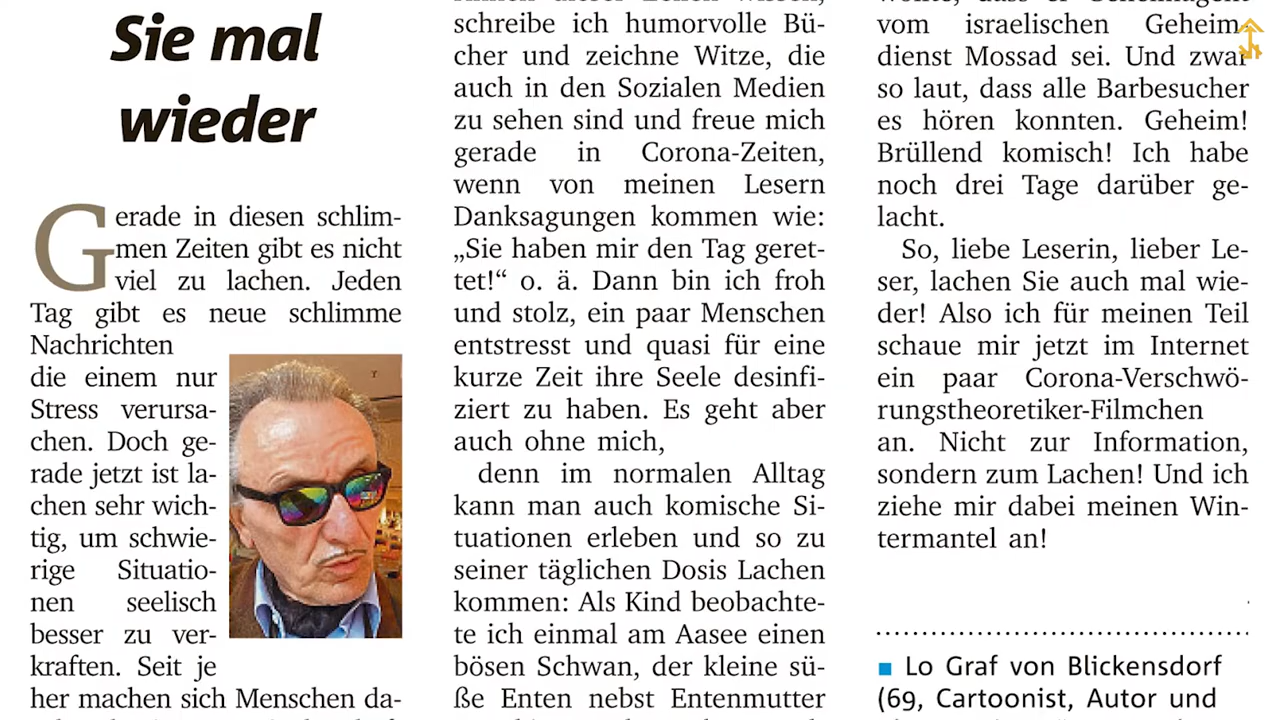 Sie mal
wieder
Gerade in diesen schlim-
men Zeiten gibt es nicht
viel zu lachen. Jeden
Tag gibt es neue schlimme
Nachrichten
die einem nur
Stress verursa-
chen. Doch ge-
rade jetzt ist la-
chen sehr wich-
tig, um schwie-
rige Situatio-
nen seelisch
besser zu ver-
kraften. Seit je
her machen sich Menschen da-
schreibe ich humorvolle Bü-
cher und zeichne Witze, die
auch in den Sozialen Medien
zu sehen sind und freue mich
gerade in Corona-Zeiten,
wenn von meinen Lesern
Danksagungen kommen wie:
„Sie haben mir den Tag geret-
tet!“ o. ä. Dann bin ich froh
und stolz, ein paar Menschen
entstresst und quasi für eine
kurze Zeit ihre Seele desinfi-
ziert zu haben. Es geht aber
auch ohne mich,
denn im normalen Alltag
kann man auch komische Si-
tuationen erleben und so zu
seiner täglichen Dosis Lachen
kommen: Als Kind beobachte-
te ich einmal am Aasee einen
bösen Schwan, der kleine sü-
ße Enten nebst Entenmutter
vom israelischen Geheim-
dienst Mossad sei. Und zwar
so laut, dass alle Barbesucher
es hören konnten. Geheim!
Brüllend komisch! Ich habe
noch drei Tage darüber ge-
lacht.
So, liebe Leserin, lieber Le-
ser, lachen Sie auch mal wie-
der! Also ich für meinen Teil
schaue mir jetzt im Internet
ein paar Corona-Verschwö-
rungstheoretiker-Filmchen
an. Nicht zur Information,
sondern zum Lachen! Und ich
ziehe mir dabei meinen Win-
termantel an!
■ Lo Graf von Blickensdorf
(69, Cartoonist, Autor und